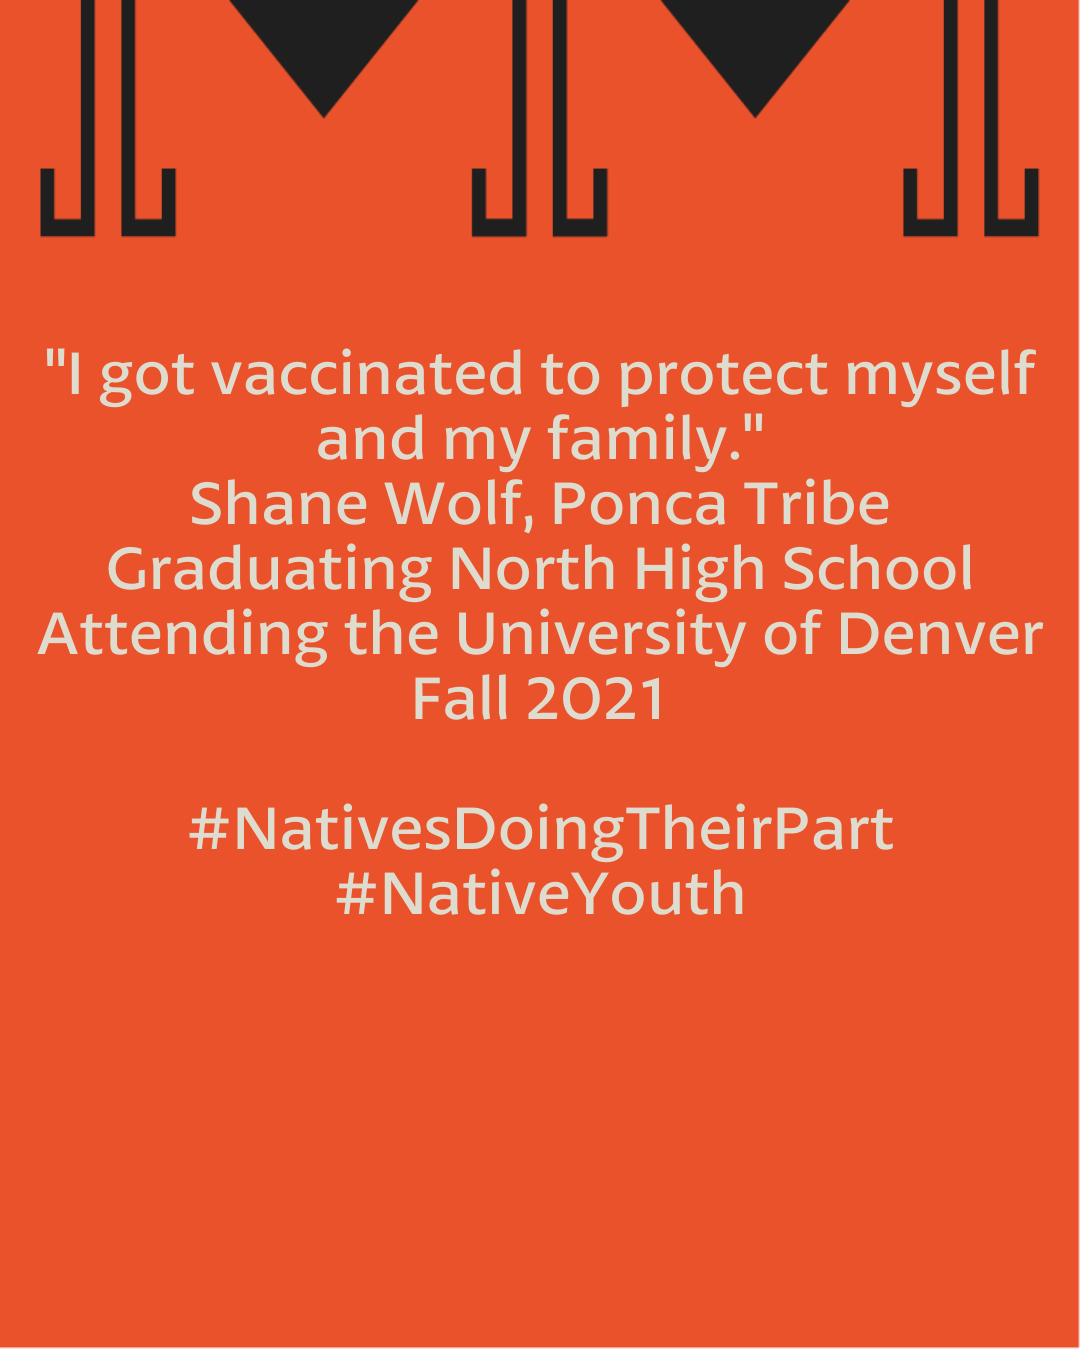 "I got vaccinated to protect myself
and my family."
Shane Wolf, Ponca Tribe
Graduating North High School
Attending the University of Denver
Fall 2021
#NativesDoingTheirPart
#NativeYouth